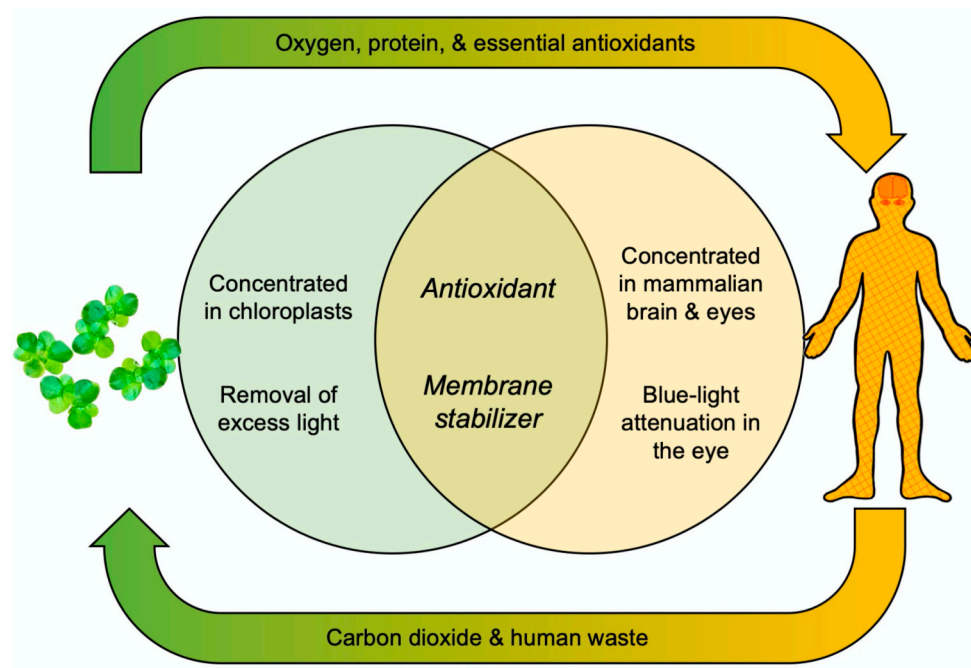 Oxygen, protein, & essential antioxidants
Concentrated
in chloroplasts
Removal of
excess light
Antioxidant
Membrane
stabilizer
Concentrated
in mammalian
brain & eyes
Blue-light
attenuation in
the eye
Carbon dioxide & human waste